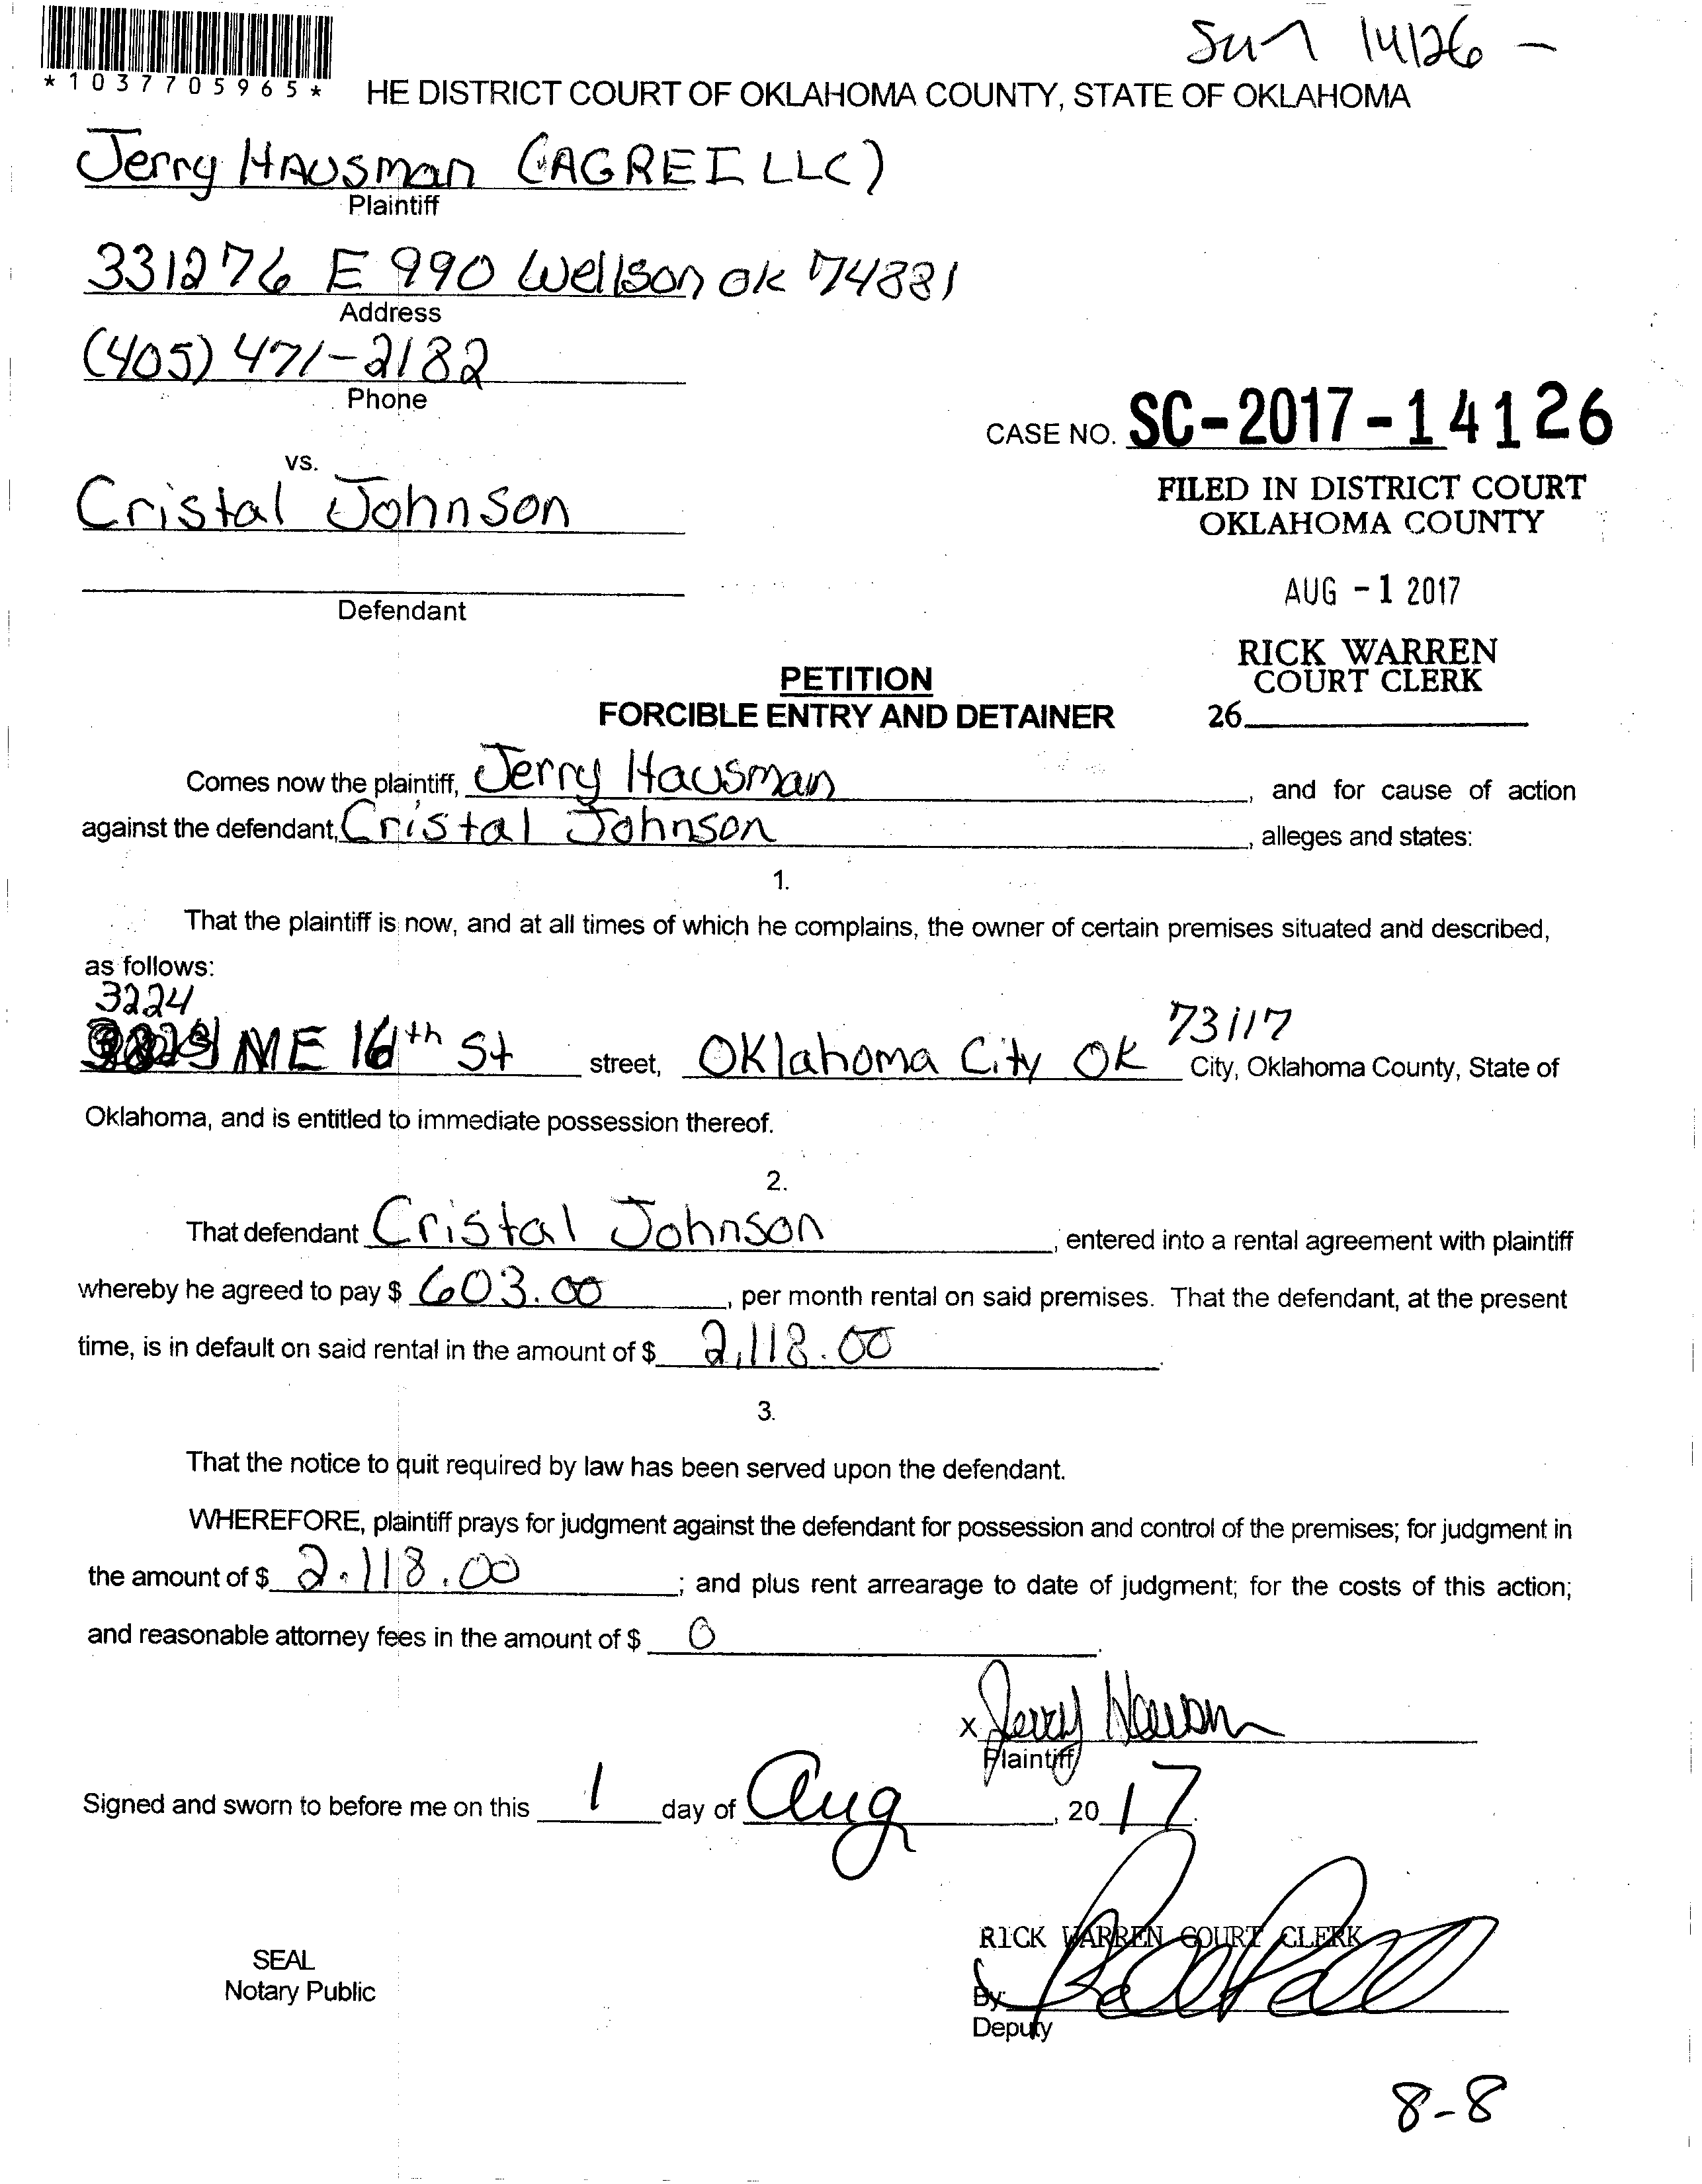 Sum 14126 -
*1037705965*
HE DISTRICT COURT OF OKLAHOMA COUNTY, STATE OF OKLAHOMA
Jerry Hausman (AGREI LLC)
Plaintiff
331276 E 990 Wellson ok 74881
Address
(405) 471-2182
Phone
CASE NO. SC-2017-14126
vs.
Cristal Johnson
FILED IN DISTRICT COURT
OKLAHOMA COUNTY
AUG -1 2017
Defendant
RICK WARREN
COURT CLERK
26
PETITION
FORCIBLE ENTRY AND DETAINER
Comes now the plaintiff, Jerry Hausman, and for cause of action
against the defendant, Cristal Johnson, alleges and states:
1.
That the plaintiff is now, and at all times of which he complains, the owner of certain premises situated and described,
as follows:
3224
NE 16th St street, Oklahoma City OK 73117 City, Oklahoma County, State of
Oklahoma, and is entitled to immediate possession thereof.
2.
That defendant Cristal Johnson, entered into a rental agreement with plaintiff
whereby he agreed to pay $ 603.00, per month rental on said premises. That the defendant, at the present
time, is in default on said rental in the amount of $ 2,118.00.
3.
That the notice to quit required by law has been served upon the defendant.
WHEREFORE, plaintiff prays for judgment against the defendant for possession and control of the premises; for judgment in
the amount of $ 2.118.00; and plus rent arrearage to date of judgment; for the costs of this action;
and reasonable attorney fees in the amount of $ 0.
x Jerry Hausman
Plaintiff
Signed and sworn to before me on this 1 day of Aug, 2017.
RICK WARREN COURT CLERK
SEAL
Notary Public
By:
Deputy
8-8